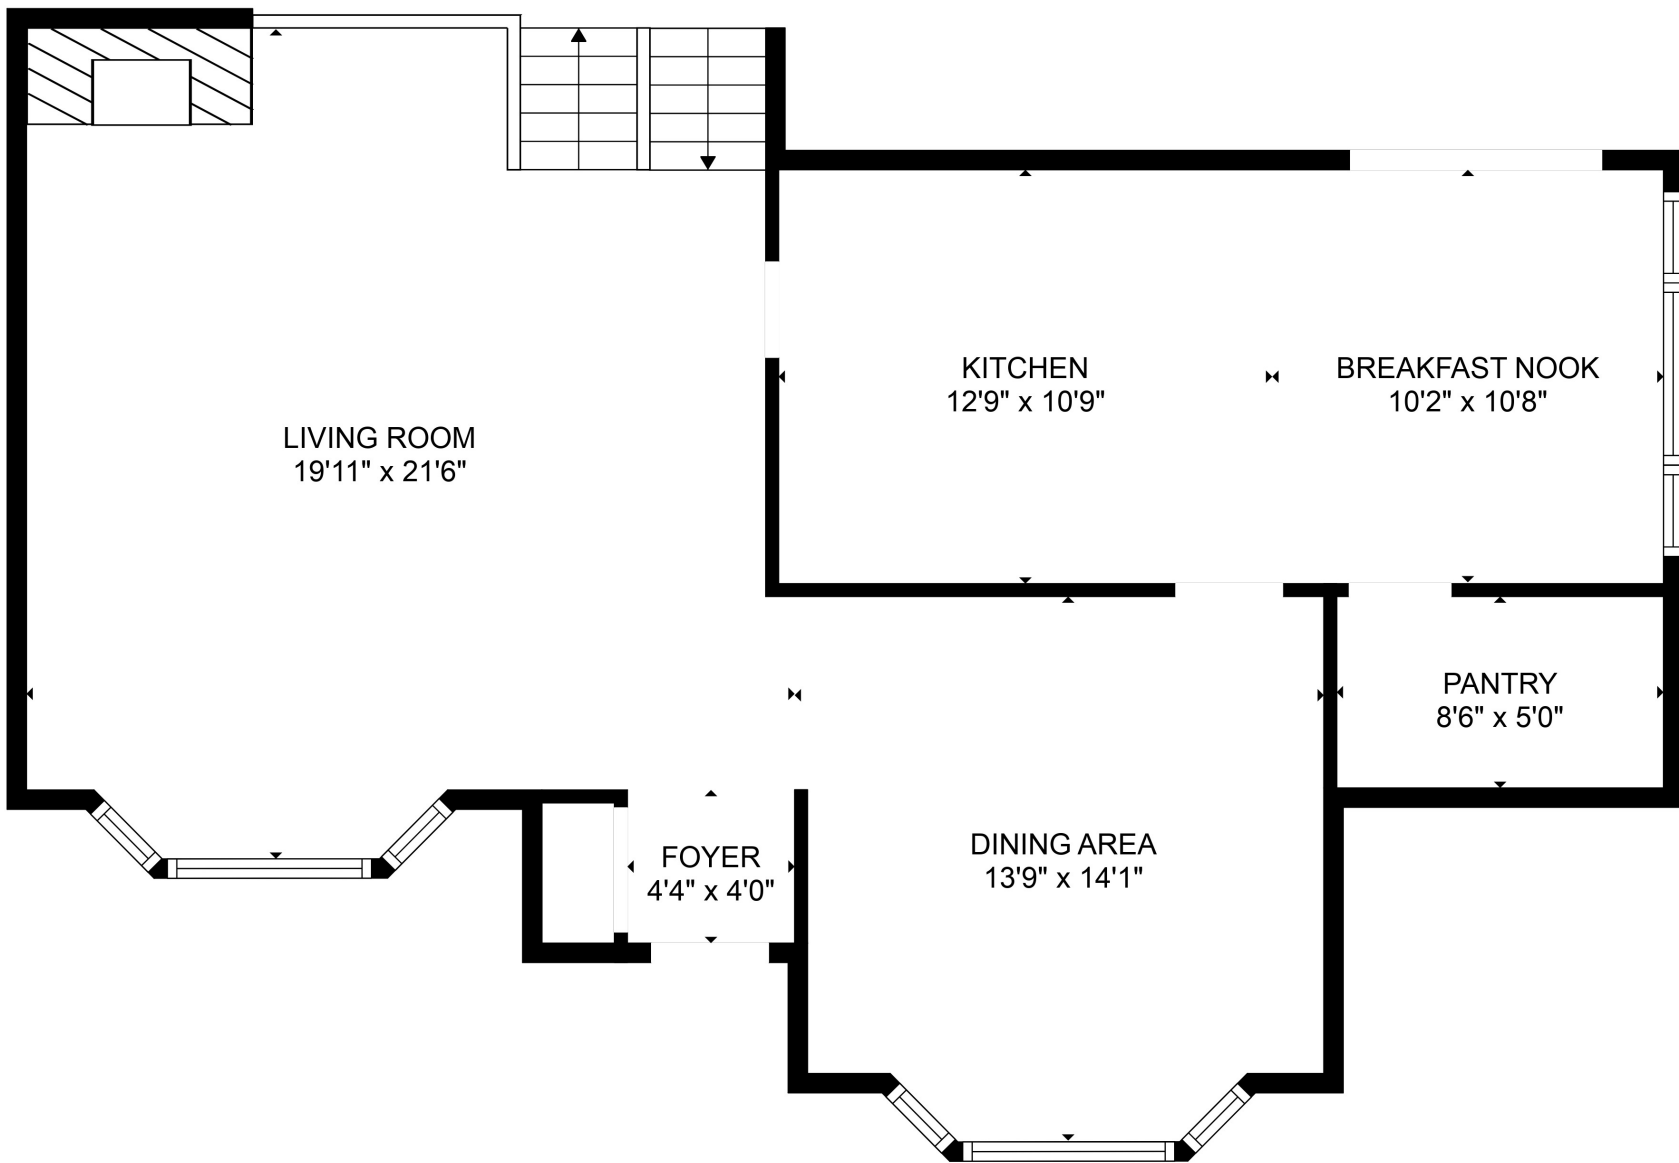 KITCHEN
12'9" x 10'9"
BREAKFAST NOOK
10'2" x 10'8"
LIVING ROOM
19'11" x 21'6"
PANTRY
8'6" x 5'0"
FOYER
4'4" x 4'0"
DINING AREA
13'9" x 14'1"